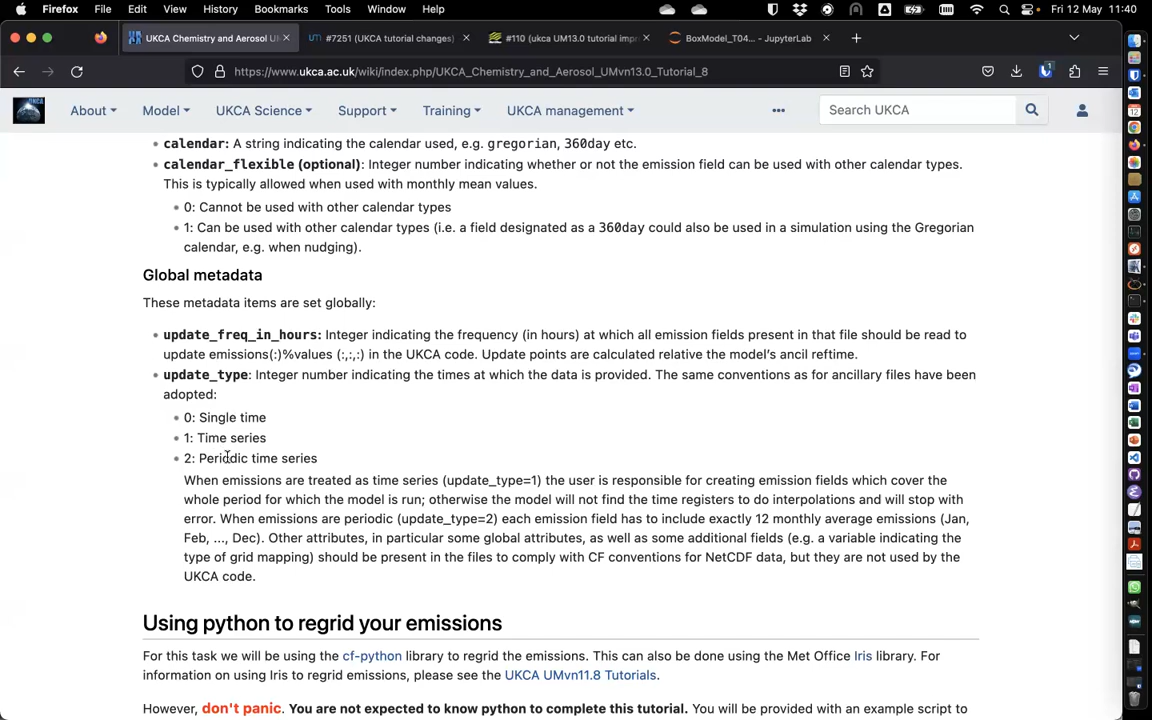 Firefox File Edit View History Bookmarks Tools Window Help Fri 12 May 11:40
UKCA Chemistry and Aerosol U #7251 (UKCA tutorial changes) #110 (ukca UM13.0 tutorial impr BoxModel_T04... - JupyterLab
https://www.ukca.ac.uk/wiki/index.php/UKCA_Chemistry_and_Aerosol_UMvn13.0_Tutorial_8
About Model UKCA Science Support Training UKCA management Search UKCA
calendar: A string indicating the calendar used, e.g. gregorian, 360day etc.
calendar_flexible (optional): Integer number indicating whether or not the emission field can be used with other calendar types.
This is typically allowed when used with monthly mean values.
0: Cannot be used with other calendar types
1: Can be used with other calendar types (i.e. a field designated as a 360day could also be used in a simulation using the Gregorian
calendar, e.g. when nudging).
Global metadata
These metadata items are set globally:
update_freq_in_hours: Integer indicating the frequency (in hours) at which all emission fields present in that file should be read to
update emissions(:)%values (:,:,:) in the UKCA code. Update points are calculated relative the model's ancil reftime.
update_type: Integer number indicating the times at which the data is provided. The same conventions as for ancillary files have been
adopted:
0: Single time
1: Time series
2: Periodic time series
When emissions are treated as time series (update_type=1) the user is responsible for creating emission fields which cover the
whole period for which the model is run; otherwise the model will not find the time registers to do interpolations and will stop with
error. When emissions are periodic (update_type=2) each emission field has to include exactly 12 monthly average emissions (Jan,
Feb, ..., Dec). Other attributes, in particular some global attributes, as well as some additional fields (e.g. a variable indicating the
type of grid mapping) should be present in the files to comply with CF conventions for NetCDF data, but they are not used by the
UKCA code.
Using python to regrid your emissions
For this task we will be using the cf-python library to regrid the emissions. This can also be done using the Met Office Iris library. For
information on using Iris to regrid emissions, please see the UKCA UMvn11.8 Tutorials.
However, don't panic. You are not expected to know python to complete this tutorial. You will be provided with an example script to